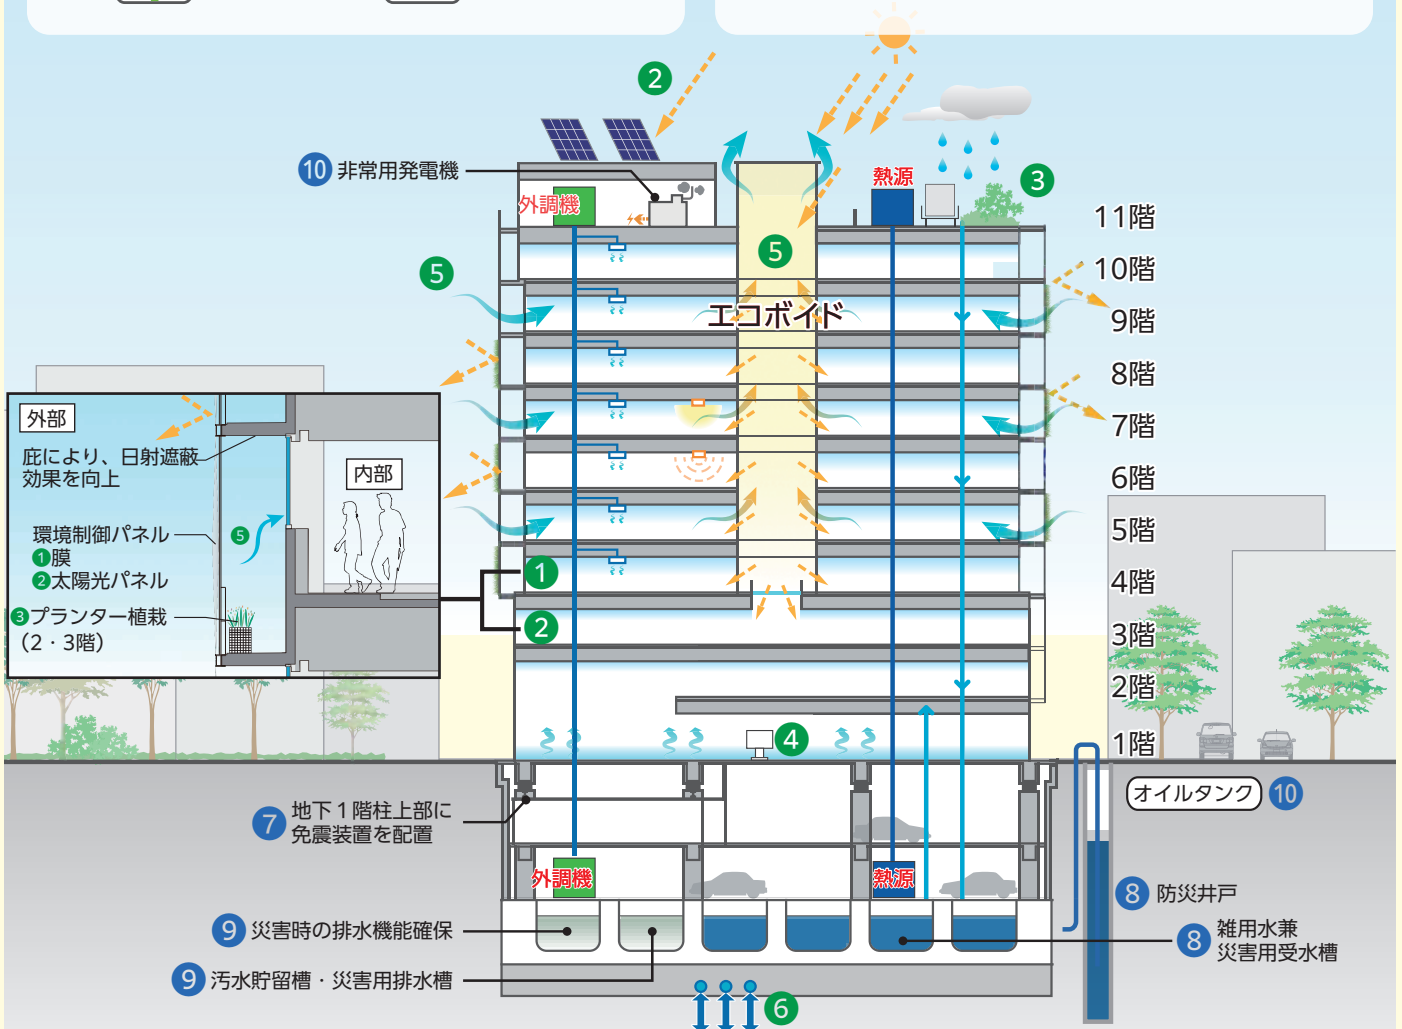 2
10 非常用発電機
外調機
熱源
3
11階
10階
5
5
エコボイド
9階
8階
7階
6階
5階
4階
3階
2階
1階
外部
庇により、日射遮蔽
効果を向上
内部
環境制御パネル
1膜
2太陽光パネル
5
3プランター植栽
(2・3階)
1
2
4
オイルタンク 10
7 地下1階柱上部に
免震装置を配置
外調機
熱源
8 防災井戸
9 災害時の排水機能確保
8 雑用水兼
災害用受水槽
9 汚水貯留槽・災害用排水槽
6